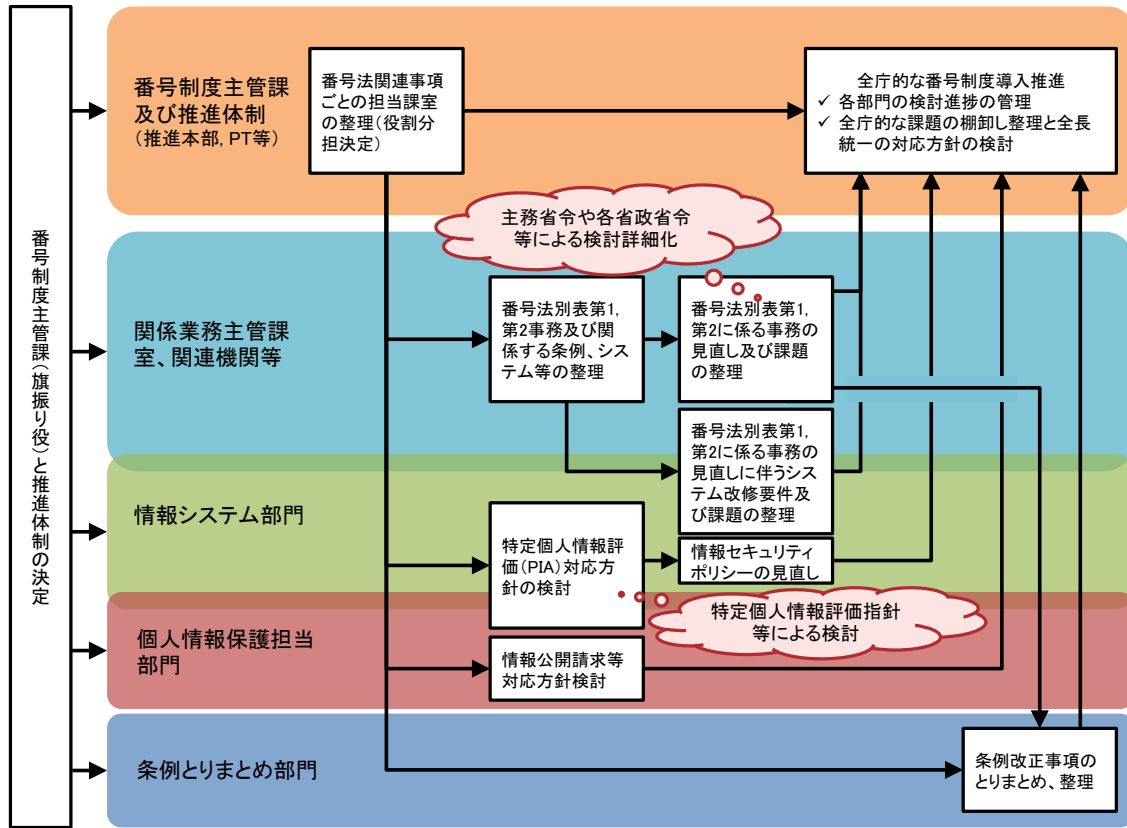 番号制度主管課(旗振り役)と推進体制の決定
番号制度主管課
及び推進体制
(推進本部, PT等)
番号法関連事項
ごとの担当課室
の整理(役割分
担決定)
全庁的な番号制度導入推進
✓ 各部門の検討進捗の管理
✓ 全庁的な課題の棚卸し整理と全長
統一の対応方針の検討
主務省令や各省政省令
等による検討詳細化
関係業務主管課
室、関連機関等
番号法別表第1,
第2事務及び関
係する条例、シス
テム等の整理
番号法別表第1,
第2に係る事務の
見直し及び課題
の整理
番号法別表第1,
第2に係る事務の
見直しに伴うシス
テム改修要件及
び課題の整理
情報システム部門
特定個人情報評
価(PIA)対応方
針の検討
情報セキュリティ
ポリシーの見直し
特定個人情報評価指針
等による検討
個人情報保護担当
部門
情報公開請求等
対応方針検討
条例とりまとめ部門
条例改正事項の
とりまとめ、整理